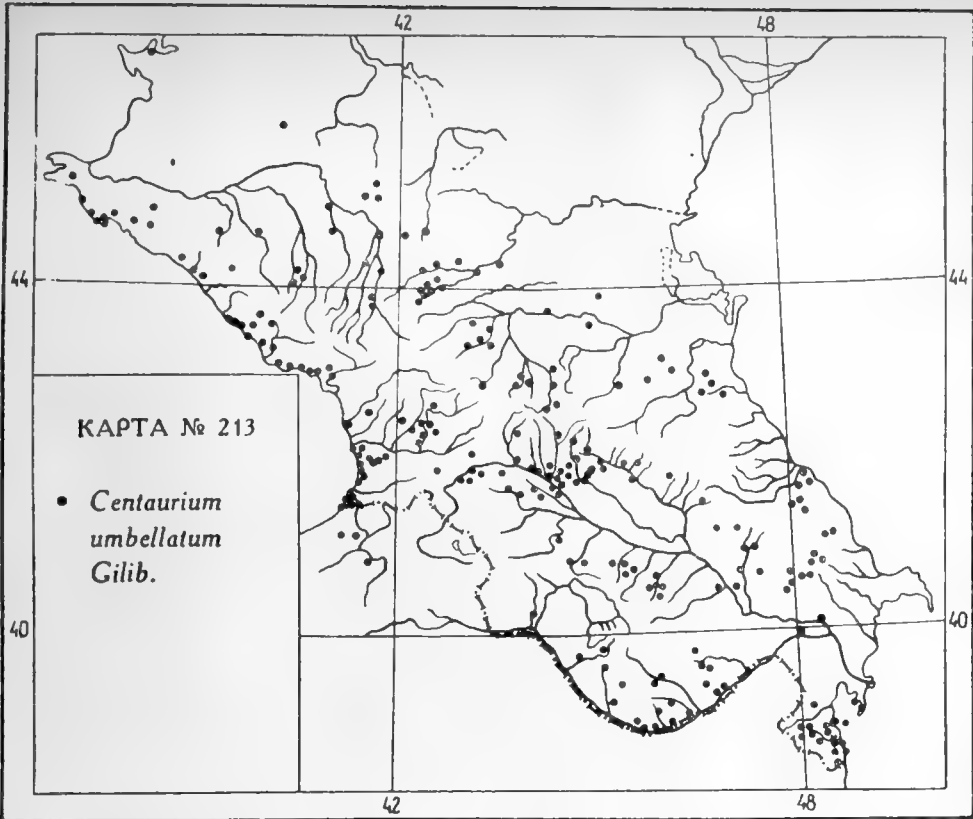 42 48
44 44
КАРТА № 213
• Centaurium
umbellatum
Gilib.
40 40
42 48